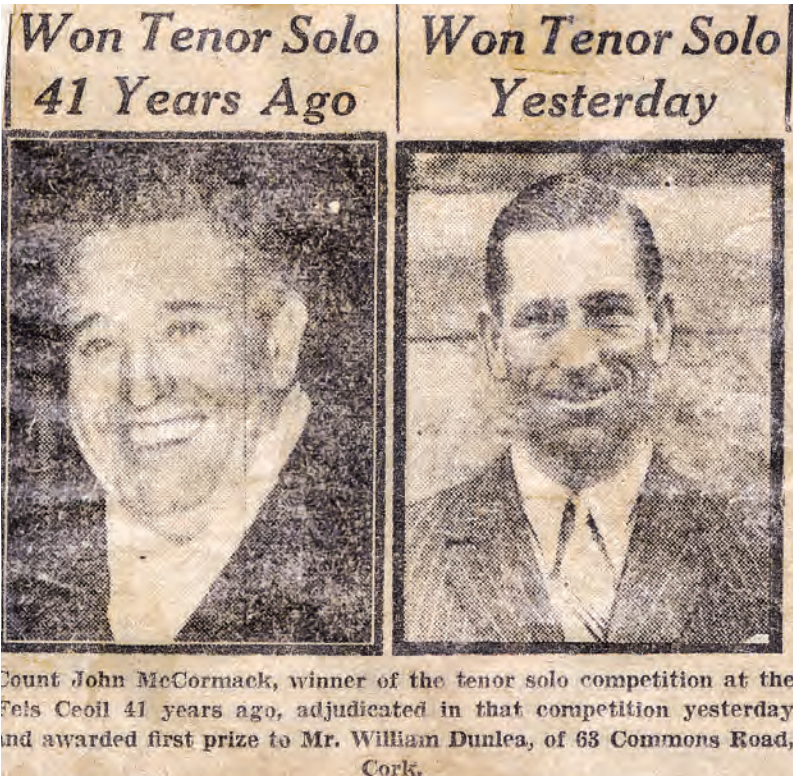 Won Tenor Solo
41 Years Ago
Won Tenor Solo
Yesterday
Count John McCormack, winner of the tenor solo competition at the
Feis Ceoil 41 years ago, adjudicated in that competition yesterday
and awarded first prize to Mr. William Dunlea, of 63 Commons Road,
Cork.